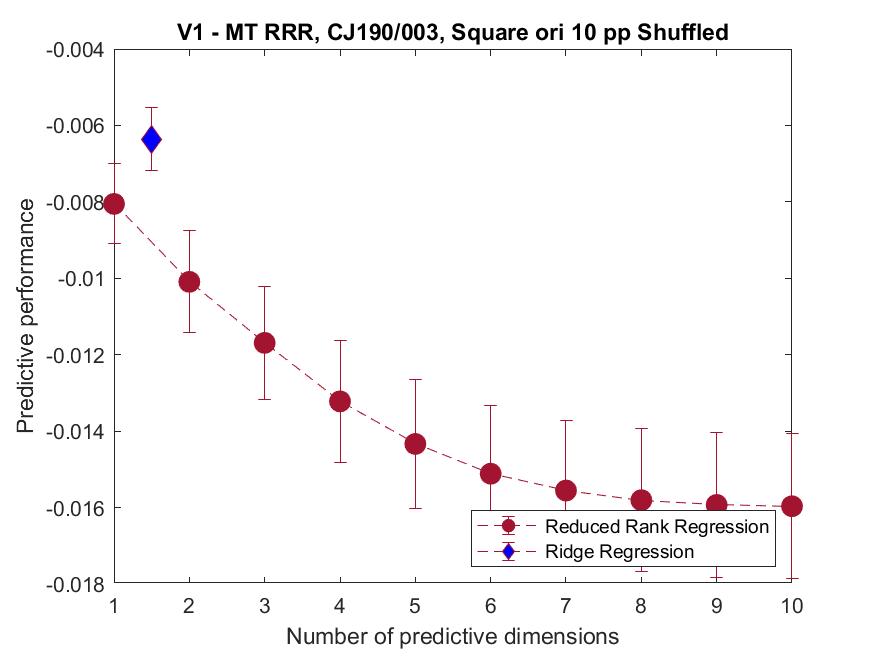 V1 - MT RRR, CJ190/003, Square ori 10 pp Shuffled
-0.004
-0.006
-0.008
-0.01
-0.012
-0.014
-0.016
-0.018
Predictive performance
Reduced Rank Regression
Ridge Regression
1 2 3 4 5 6 7 8 9 10
Number of predictive dimensions